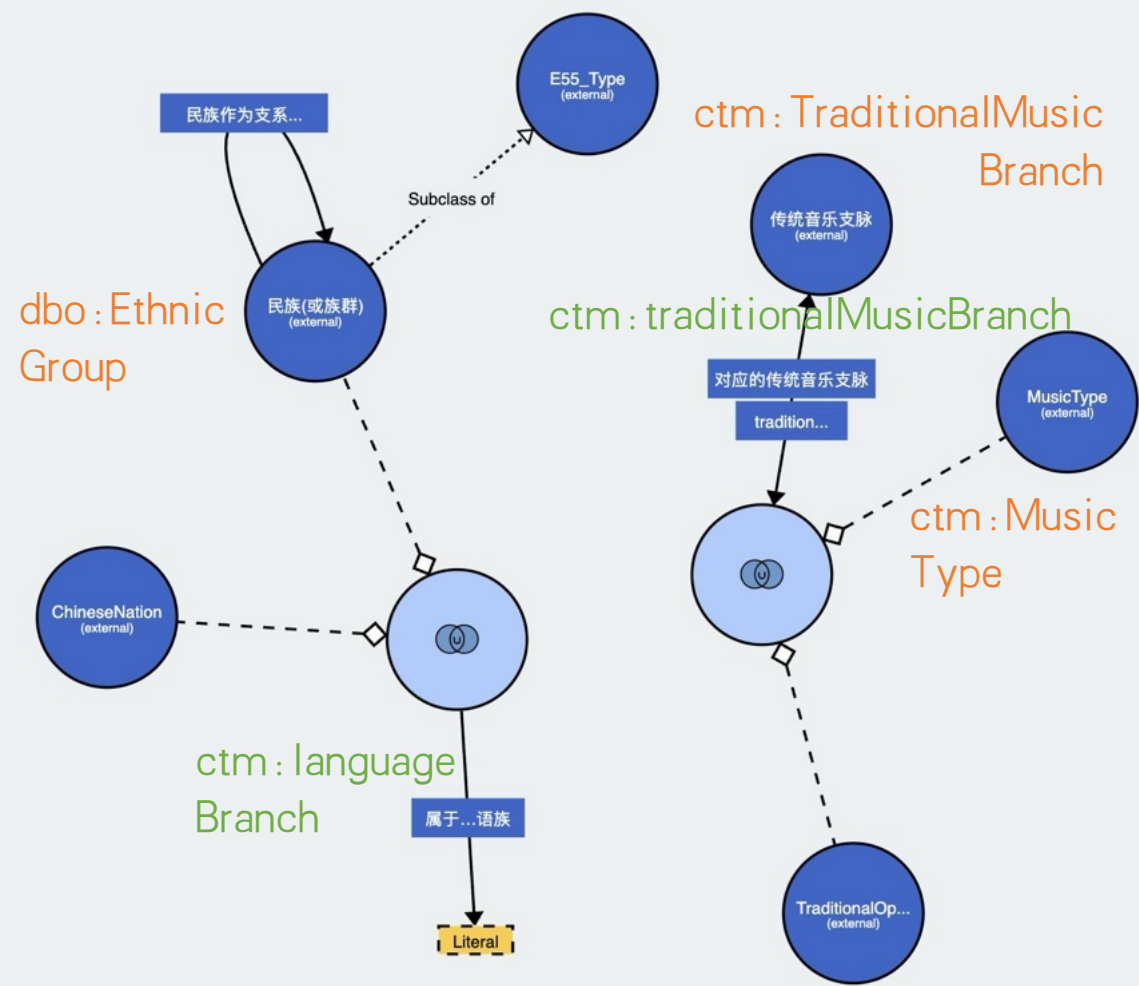 E55_Type
(external)
民族作为支系...
ctm:TraditionalMusic
Branch
Subclass of
传统音乐支脉
(external)
民族(或族群)
(external)
dbo:Ethnic
Group
ctm:traditionalMusicBranch
对应的传统音乐支脉
tradition...
MusicType
(external)
ctm:Music
Type
ChineseNation
(external)
ctm:language
Branch
属于...语族
Literal
TraditionalOp...
(external)